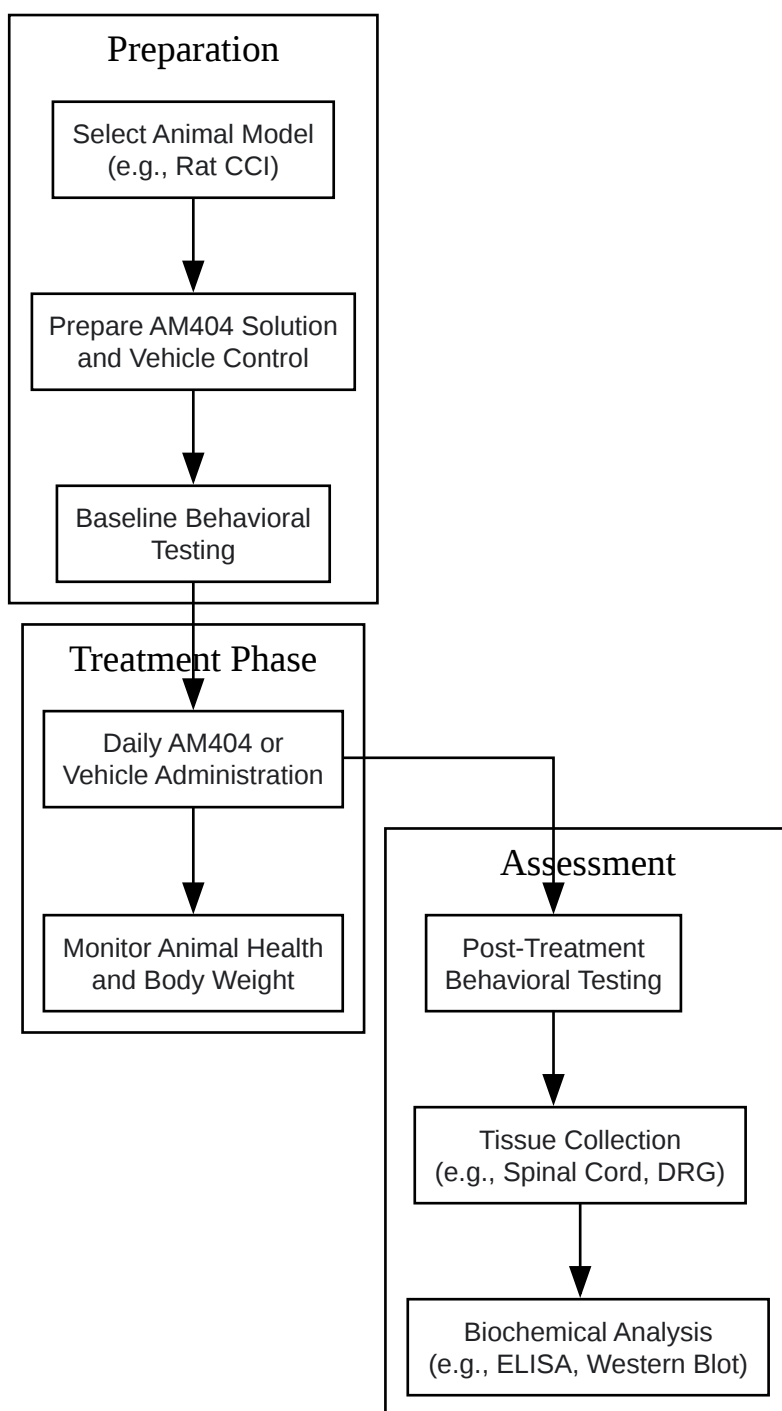 Preparation
Select Animal Model
(e.g., Rat CCI)
Prepare AM404 Solution
and Vehicle Control
Baseline Behavioral
Testing
Treatment Phase
Daily AM404 or
Vehicle Administration
Monitor Animal Health
and Body Weight
Assessment
Post-Treatment
Behavioral Testing
Tissue Collection
(e.g., Spinal Cord, DRG)
Biochemical Analysis
(e.g., ELISA, Western Blot)